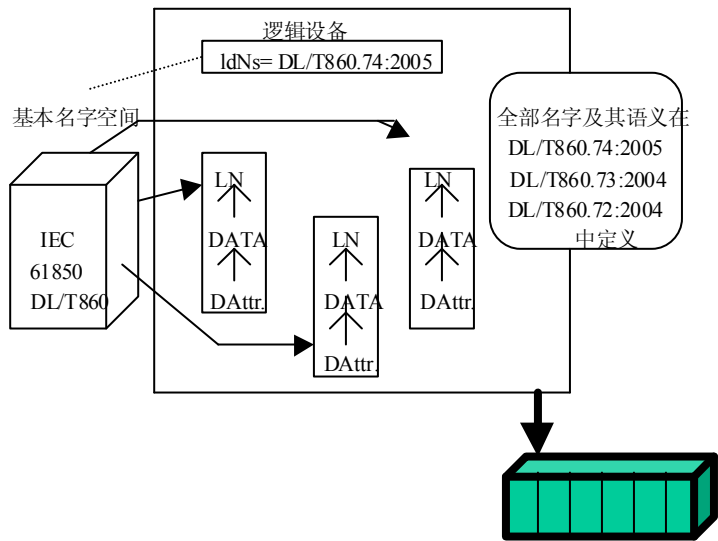 逻辑设备
ldNs= DL/T860.74:2005
基本名字空间
全部名字及其语义在
DL/T860.74:2005
DL/T860.73:2004
DL/T860.72:2004
中定义
IEC
61850
DL/T860
LN
DATA
DAttr.
LN
DATA
DAttr.
LN
DATA
DAttr.